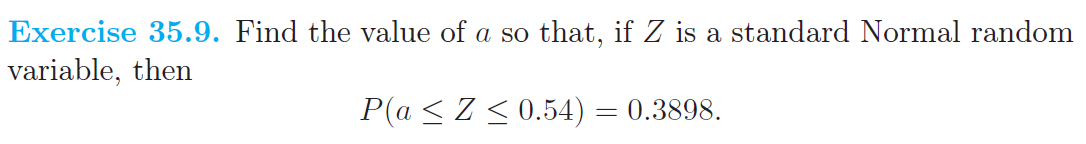 Exercise 35.9. Find the value of a so that, if Z is a standard Normal random
variable, then
P(a ≤ Z ≤ 0.54) = 0.3898.